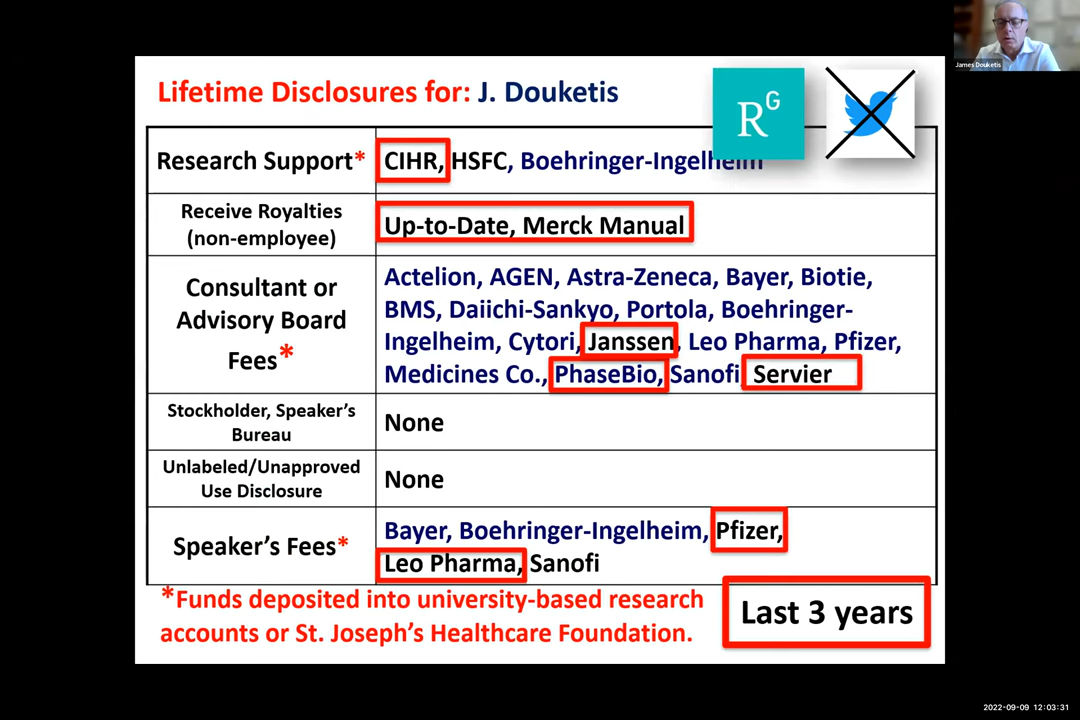 James Douketis
Lifetime Disclosures for: J. Douketis
RG
Research Support*
CIHR, HSFC, Boehringer-Ingelheim
Receive Royalties
(non-employee)
Up-to-Date, Merck Manual
Consultant or
Advisory Board
Fees*
Actelion, AGEN, Astra-Zeneca, Bayer, Biotie,
BMS, Daiichi-Sankyo, Portola, Boehringer-
Ingelheim, Cytori, Janssen, Leo Pharma, Pfizer,
Medicines Co., PhaseBio, Sanofi Servier
Stockholder, Speaker’s
Bureau
None
Unlabeled/Unapproved
Use Disclosure
None
Speaker’s Fees*
Bayer, Boehringer-Ingelheim, Pfizer,
Leo Pharma, Sanofi
*Funds deposited into university-based research
accounts or St. Joseph’s Healthcare Foundation.
Last 3 years
2022-09-09 12:03:31